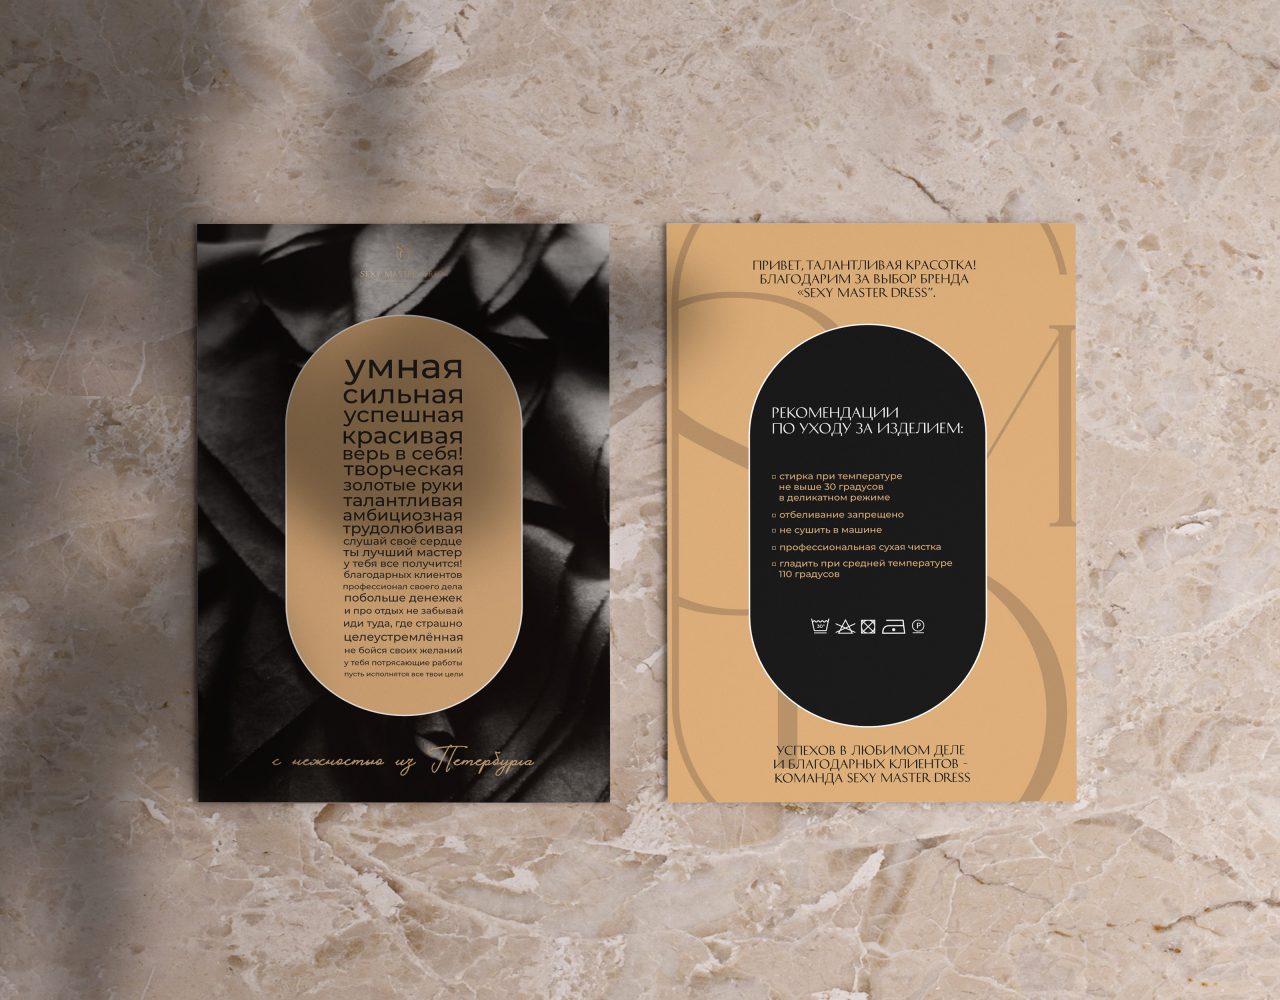 SEXY MASTER DRESS
умная
сильная
успешная
красивая
верь в себя!
творческая
золотые руки
талантливая
амбициозная
трудолюбивая
слушай своё сердце
ты лучший мастер
у тебя все получится!
благодарных клиентов
профессионал своего дела
побольше денежек
и про отдых не забывай
иди туда, где страшно
целеустремлённая
не бойся своих желаний
у тебя потрясающие работы
пусть исполнятся все твои цели
с нежностью из Петербурга
ПРИВЕТ, ТАЛАНТЛИВАЯ КРАСОТКА!
БЛАГОДАРИМ ЗА ВЫБОР БРЕНДА
«SEXY MASTER DRESS”.
РЕКОМЕНДАЦИИ
ПО УХОДУ ЗА ИЗДЕЛИЕМ:
стирка при температуре
не выше 30 градусов
в деликатном режиме
отбеливание запрещено
не сушить в машине
профессиональная сухая чистка
гладить при средней температуре
110 градусов
30° P
УСПЕХОВ В ЛЮБИМОМ ДЕЛЕ
И БЛАГОДАРНЫХ КЛИЕНТОВ -
КОМАНДА SEXY MASTER DRESS